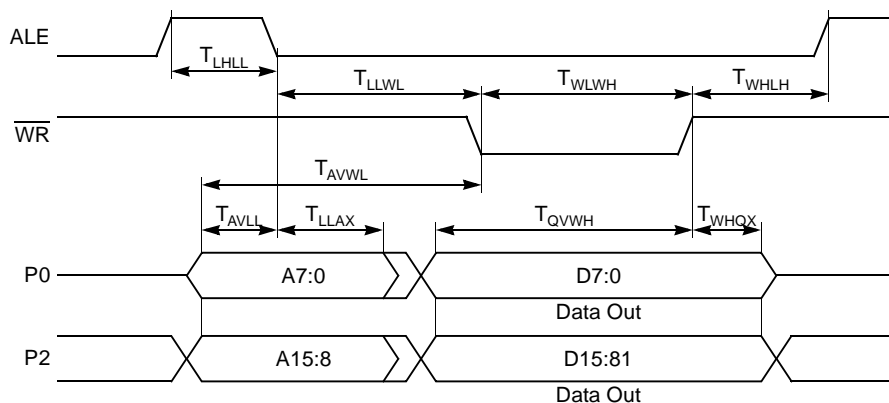 ALE
T_LHLL
T_LLWL
T_WLWH
T_WHLH
W̅R̅
T_AVWL
T_AVLL
T_LLAX
T_QVWH
T_WHQX
P0
A7:0
D7:0
Data Out
P2
A15:8
D15:81
Data Out